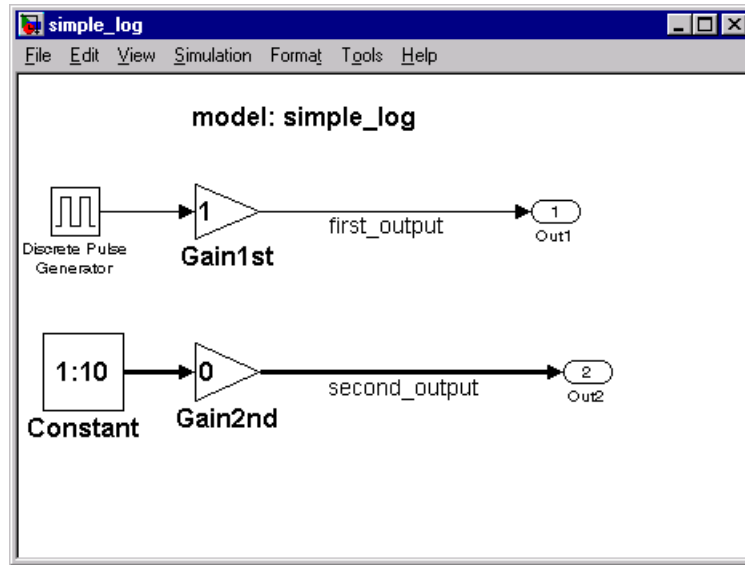 simple_log
File Edit View Simulation Format Tools Help
model: simple_log
1
first_output
1
Out1
Discrete Pulse
Generator
Gain1st
1:10
0
second_output
2
Out2
Constant
Gain2nd